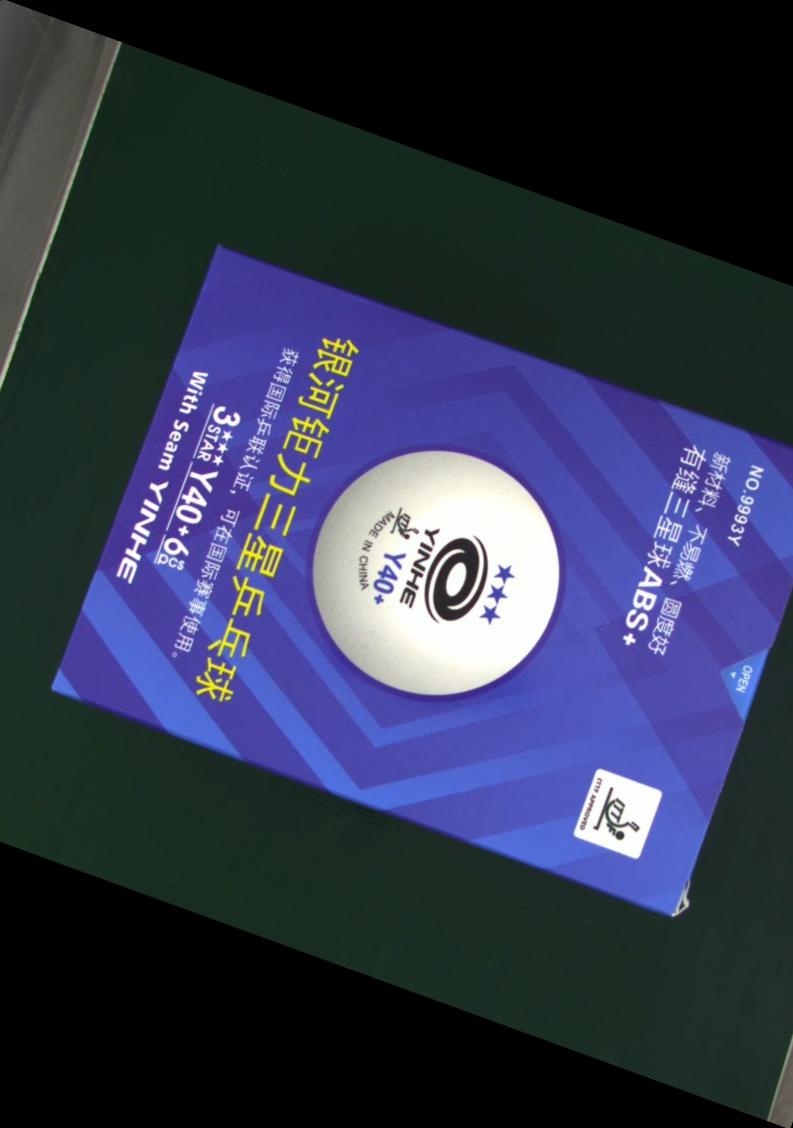 NO.9993Y
新材料、不易燃、圆度好
有缝三星球ABS+
OPEN
ITTF APPROVED
YINHE
Y40+
MADE IN CHINA
银河钜力三星乒乓球
获得国际乒联认证，可在国际赛事使用。
3★★★ STAR Y40+ 6只 ca
With Seam YINHE